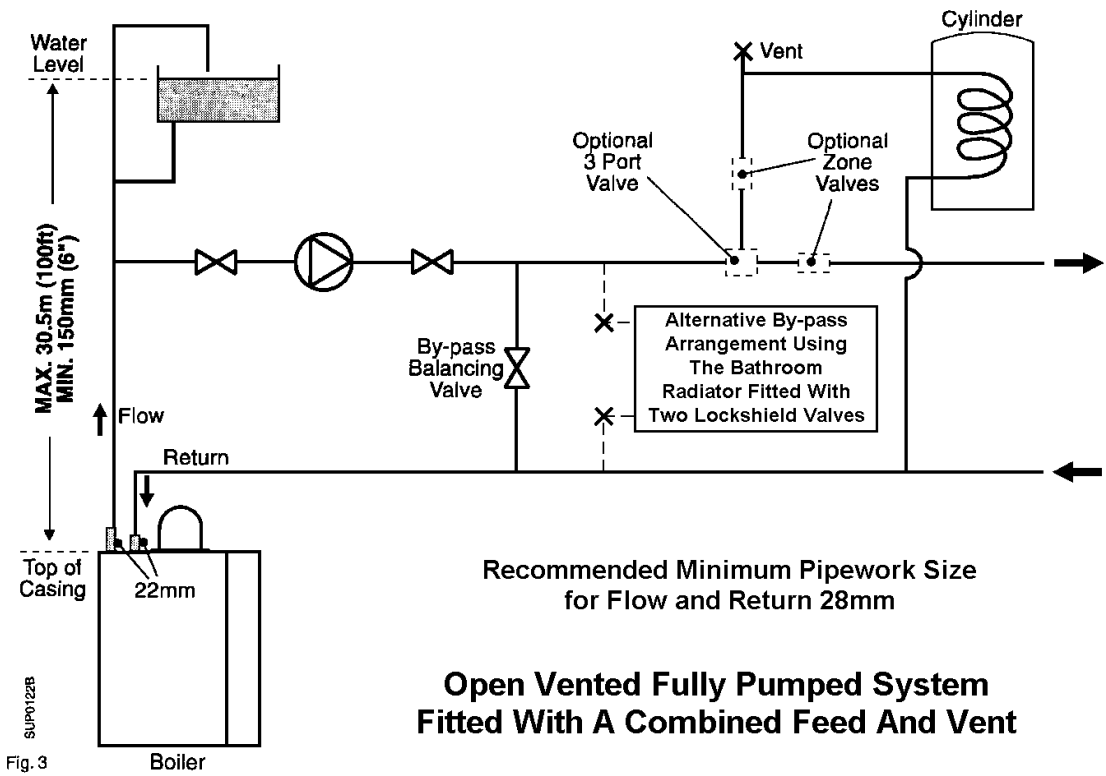 Cylinder
Water
Level
Vent
Optional
3 Port
Valve
Optional
Zone
Valves
MAX. 30.5m (100ft)
MIN. 150mm (6")
By-pass
Balancing
Valve
Alternative By-pass
Arrangement Using
The Bathroom
Radiator Fitted With
Two Lockshield Valves
Flow
Return
Top of
Casing
22mm
Recommended Minimum Pipework Size
for Flow and Return 28mm
Open Vented Fully Pumped System
Fitted With A Combined Feed And Vent
SUP0122B
Fig. 3
Boiler